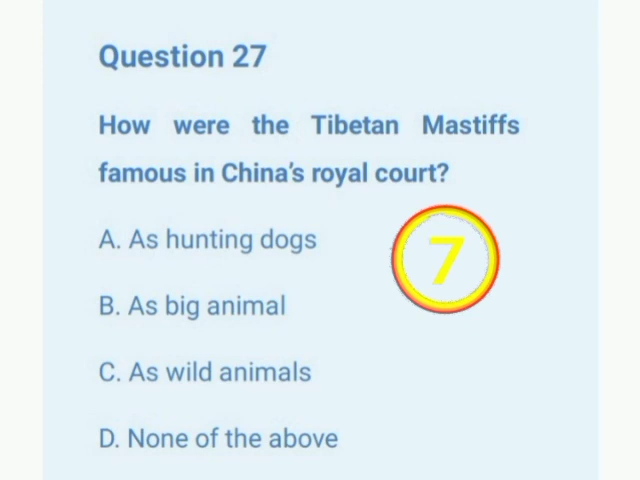 Question 27
How were the Tibetan Mastiffs
famous in China's royal court?
A. As hunting dogs
7
B. As big animal
C. As wild animals
D. None of the above